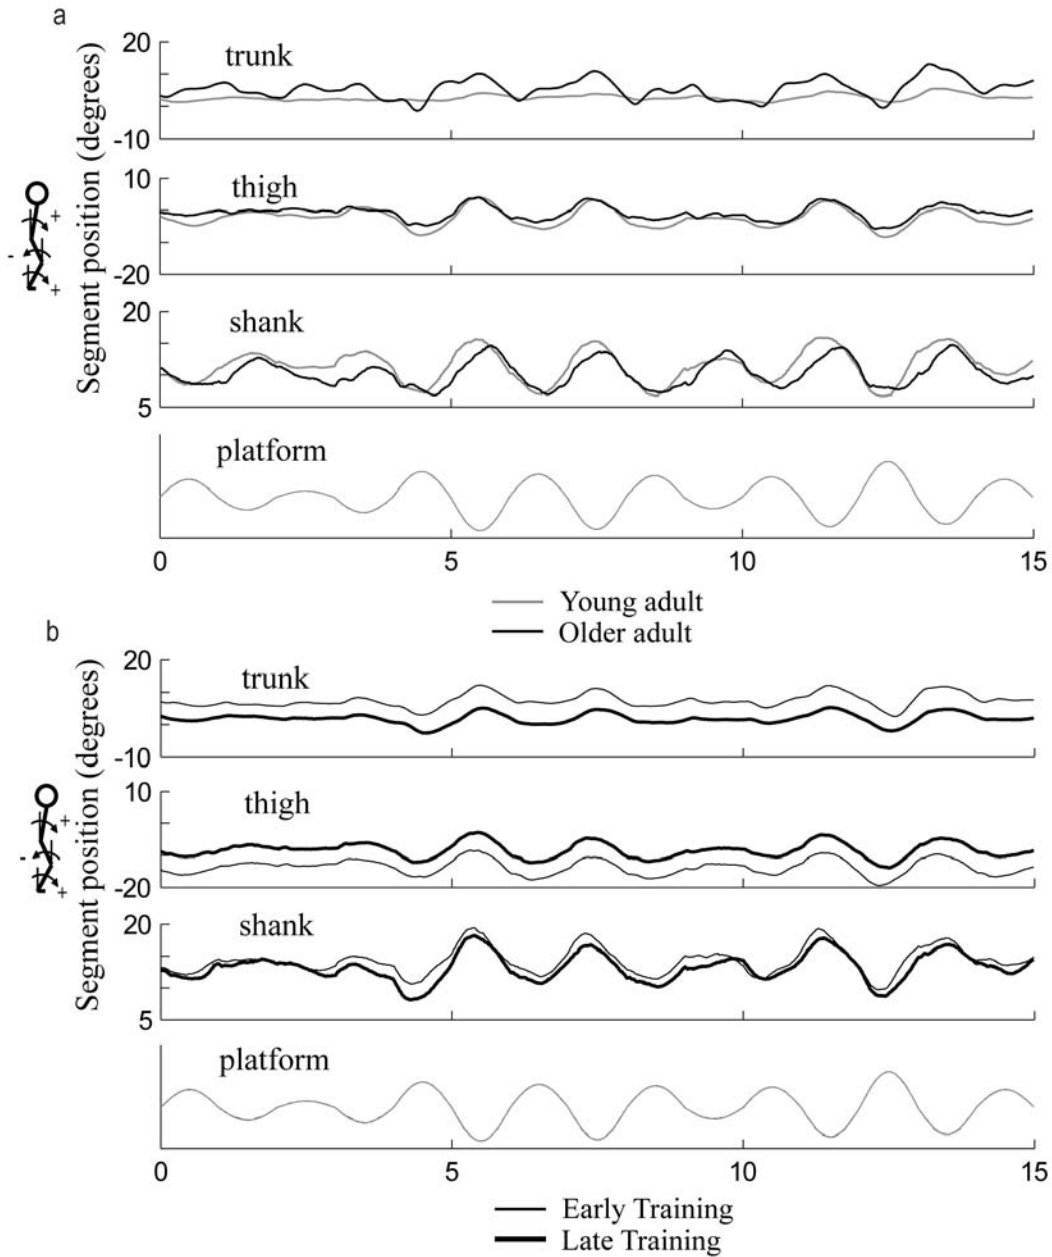 a
Segment position (degrees)
20
trunk
-10
10
thigh
-20
20
shank
5
platform
0 5 10 15
Young adult
Older adult
+
-
+
b
Segment position (degrees)
20
trunk
-10
10
thigh
-20
20
shank
5
platform
0 5 10 15
Early Training
Late Training
+
-
+